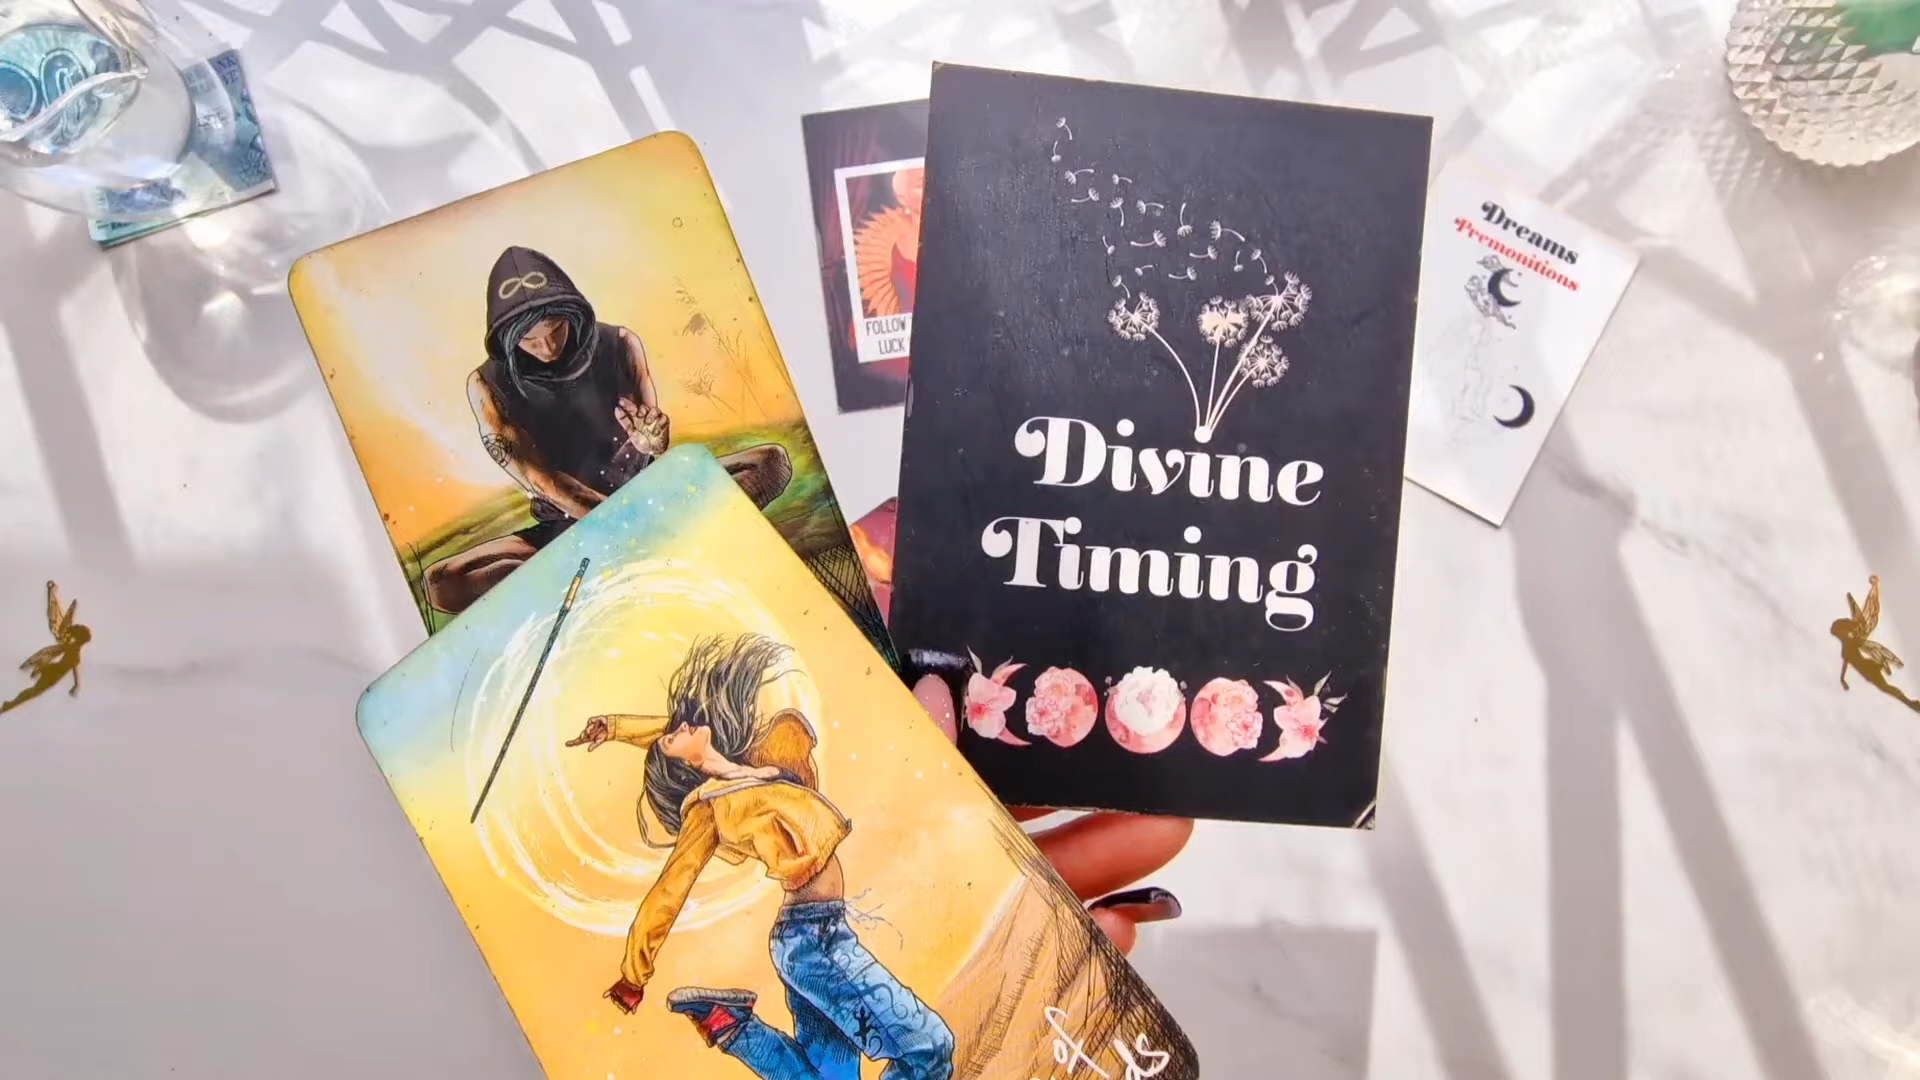 Divine
Timing
Dreams
Premonitions
FOLLOW
LUCK